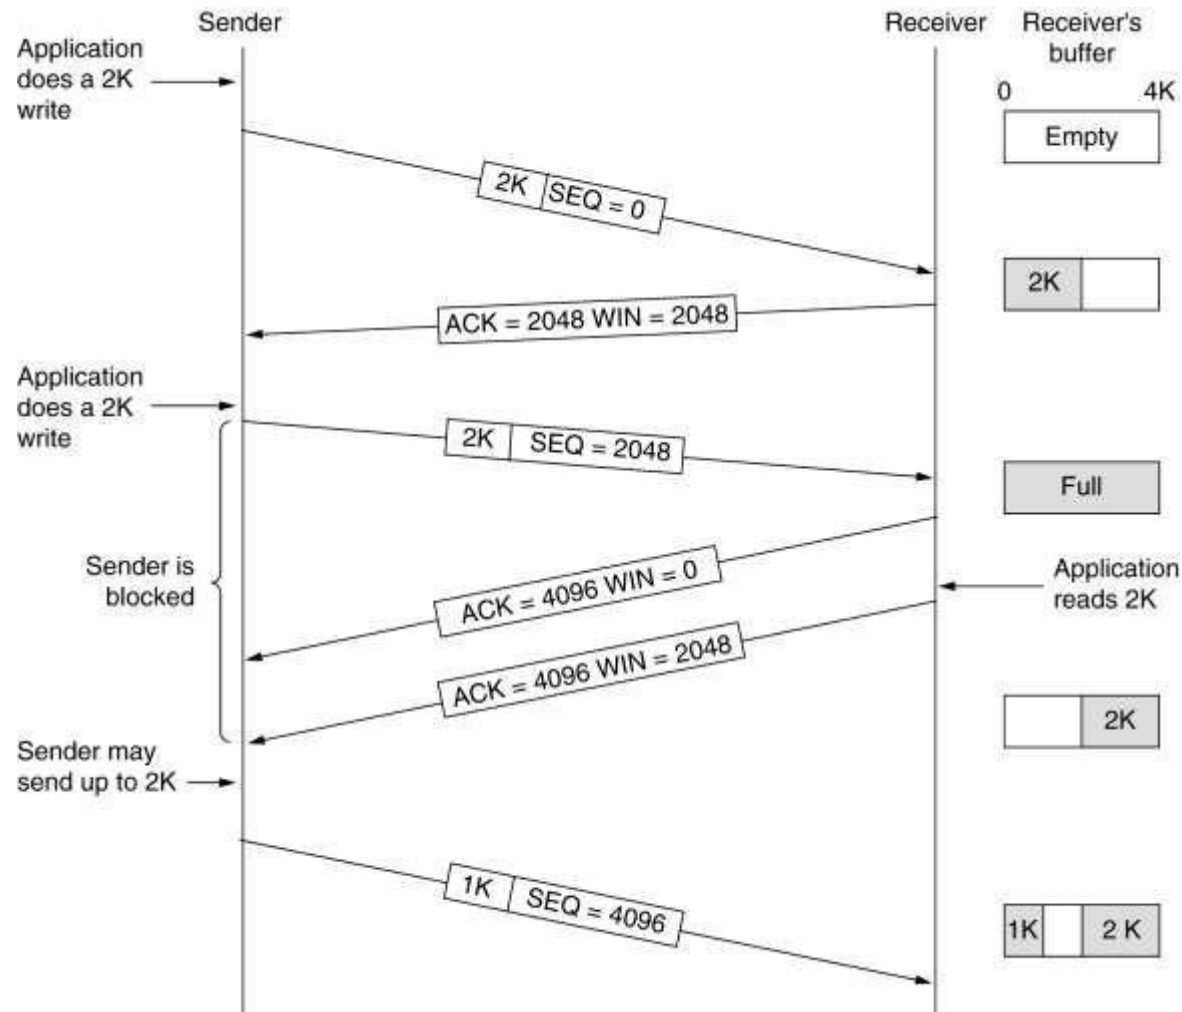 Sender
Receiver
Receiver's
buffer
Application
does a 2K
write
0
4K
Empty
2K
SEQ = 0
2K
ACK = 2048 WIN = 2048
Application
does a 2K
write
2K
SEQ = 2048
Full
Sender is
blocked
ACK = 4096 WIN = 0
Application
reads 2K
ACK = 4096 WIN = 2048
2K
Sender may
send up to 2K
1K
SEQ = 4096
1K
2 K